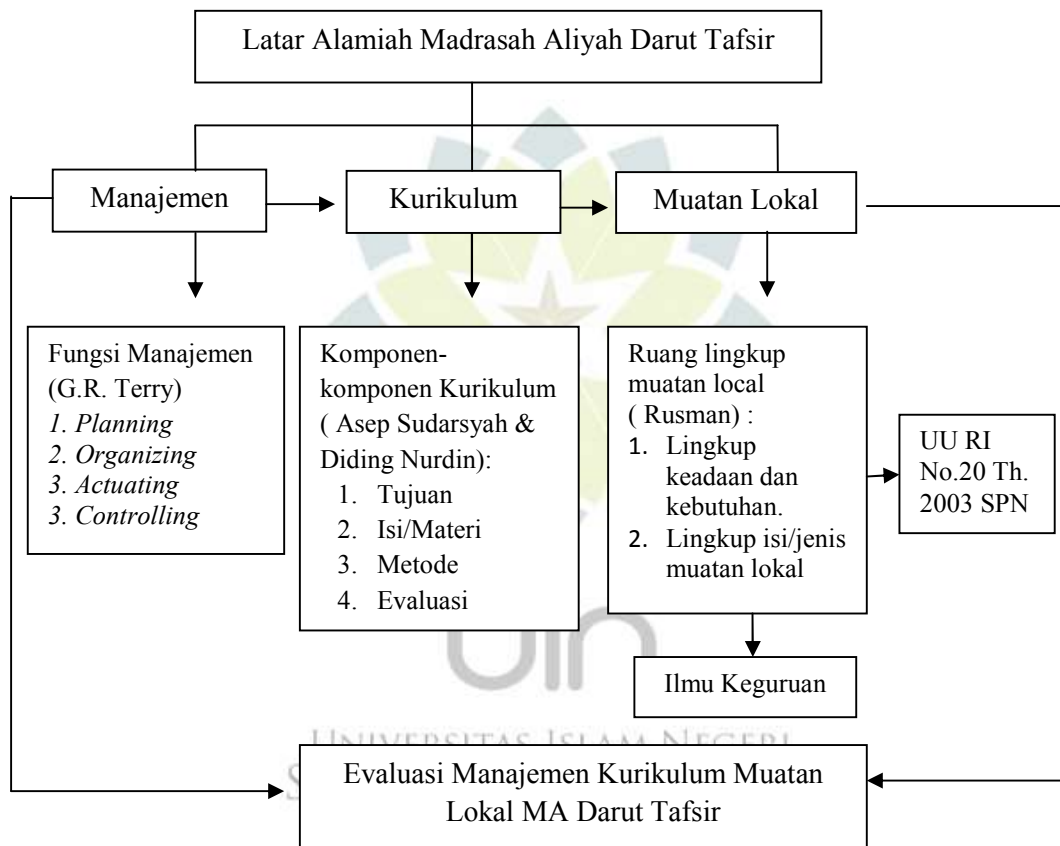 Latar Alamiah Madrasah Aliyah Darut Tafsir
Manajemen
Kurikulum
Muatan Lokal
Fungsi Manajemen
(G.R. Terry)
1. Planning
2. Organizing
3. Actuating
3. Controlling
Komponen-
komponen Kurikulum
( Asep Sudarsyah &
Diding Nurdin):
1. Tujuan
2. Isi/Materi
3. Metode
4. Evaluasi
Ruang lingkup
muatan local
( Rusman) :
1. Lingkup
keadaan dan
kebutuhan.
2. Lingkup isi/jenis
muatan lokal
UU RI
No.20 Th.
2003 SPN
Ilmu Keguruan
uin
UNIVERSITAS ISLAM NEGERI
Evaluasi Manajemen Kurikulum Muatan
Lokal MA Darut Tafsir